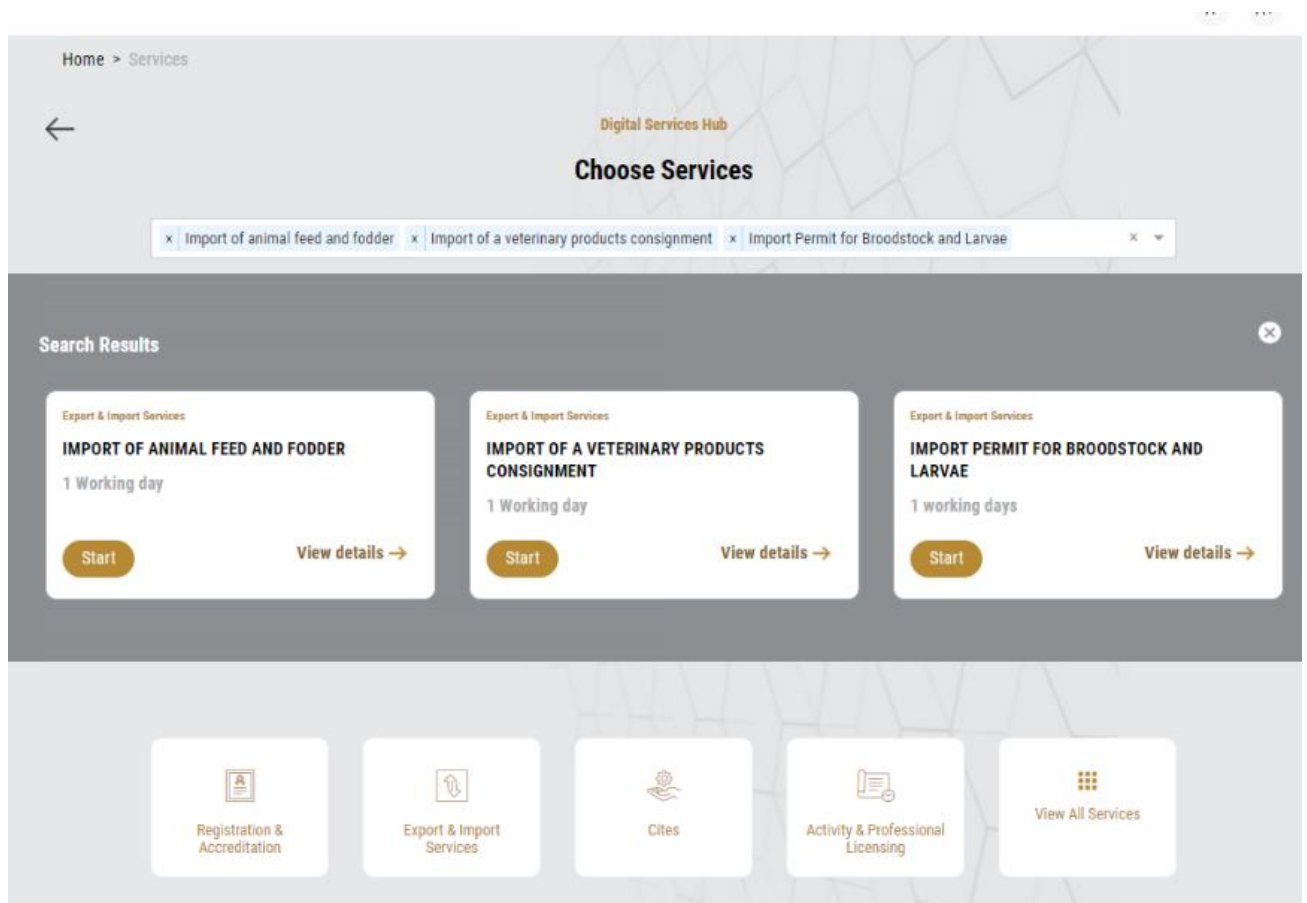 Home > Services
Digital Services Hub
Choose Services
× Import of animal feed and fodder × Import of a veterinary products consignment × Import Permit for Broodstock and Larvae ×
Search Results
Export & Import Services
IMPORT OF ANIMAL FEED AND FODDER
1 Working day
Start
View details →
Export & Import Services
IMPORT OF A VETERINARY PRODUCTS
CONSIGNMENT
1 Working day
Start
View details →
Export & Import Services
IMPORT PERMIT FOR BROODSTOCK AND
LARVAE
1 working days
Start
View details →
Registration &
Accreditation
Export & Import
Services
Cites
Activity & Professional
Licensing
View All Services